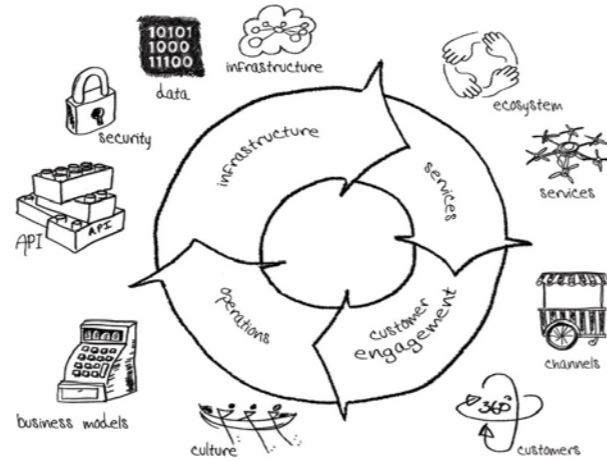 10101
1000
11100
data
infrastructure
ecosystem
security
infrastructure
services
services
API
API
operations
customer
engagement
channels
business models
culture
360°
customers